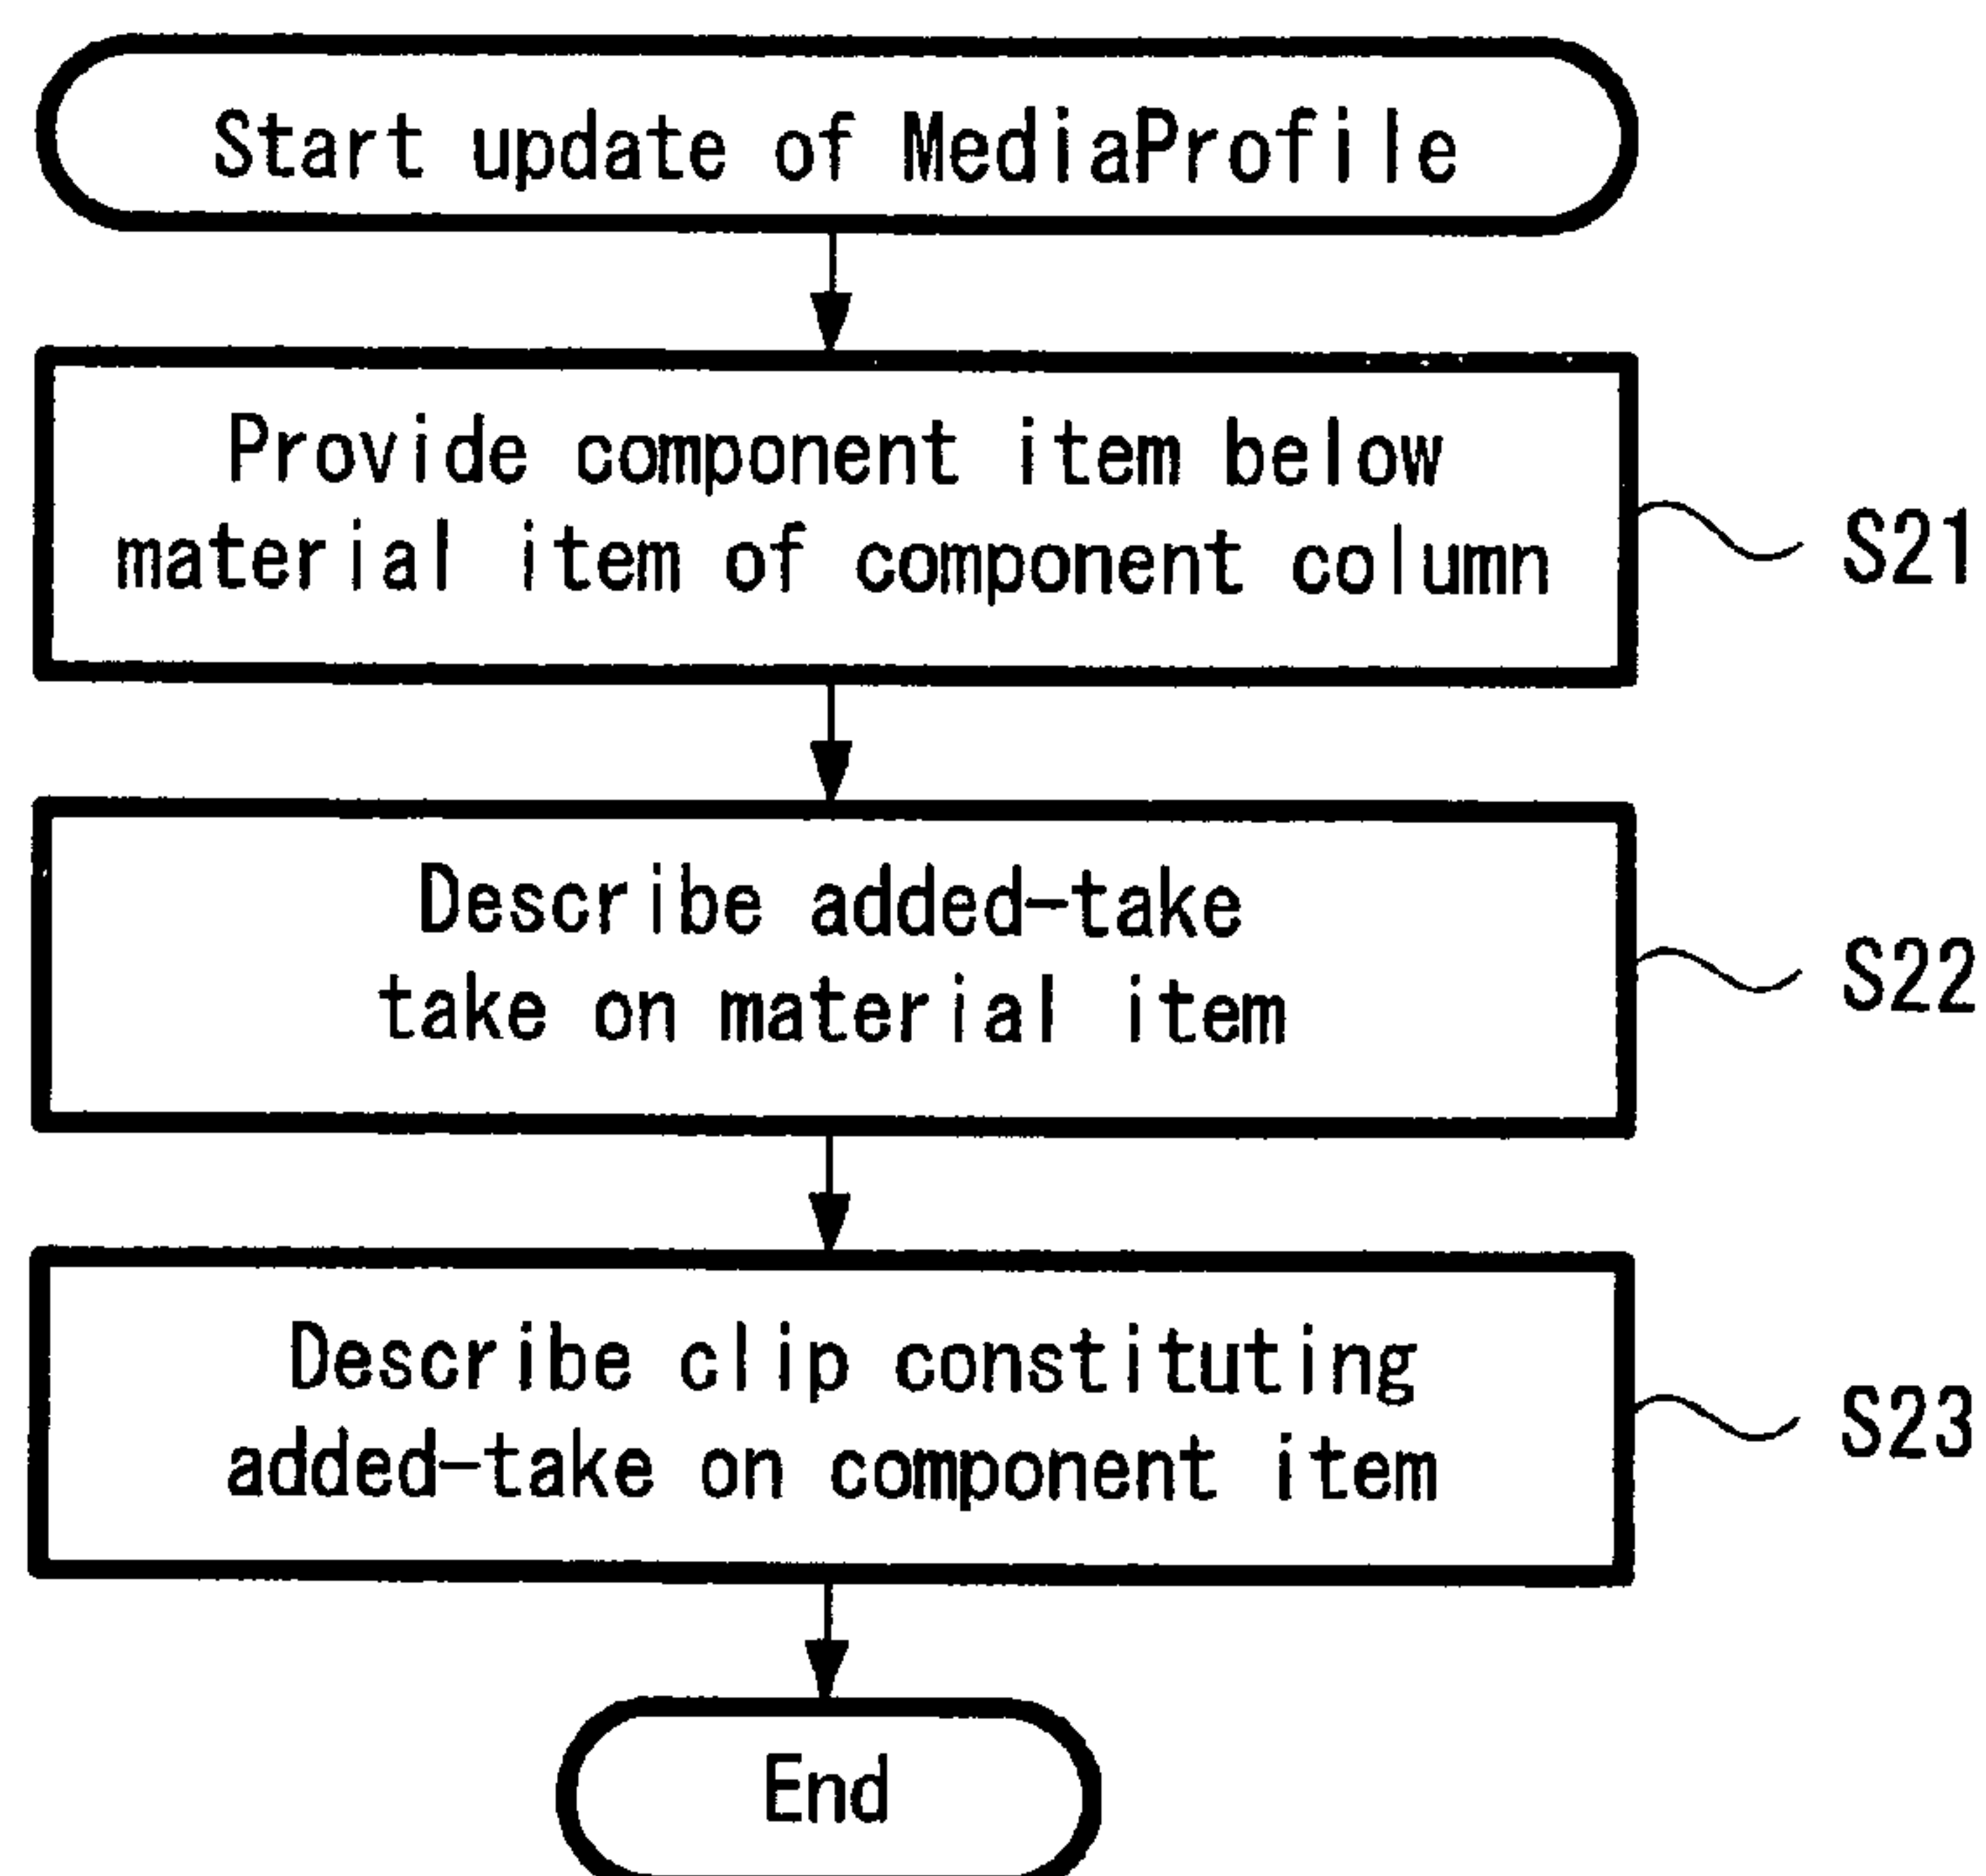 Start update of MediaProfile
Provide component item below
material item of component column
S21
Describe added-take
take on material item
S22
Describe clip constituting
added-take on component item
S23
End